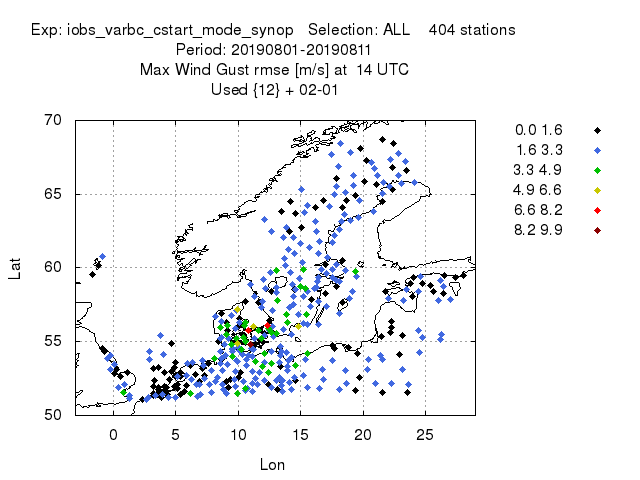 Exp: iobs_varbc_cstart_mode_synop Selection: ALL 404 stations
Period: 20190801-20190811
Max Wind Gust rmse [m/s] at 14 UTC
Used {12} + 02-01
70
65
60
55
50
Lat
0 5 10 15 20 25
Lon
0.0 1.6
1.6 3.3
3.3 4.9
4.9 6.6
6.6 8.2
8.2 9.9